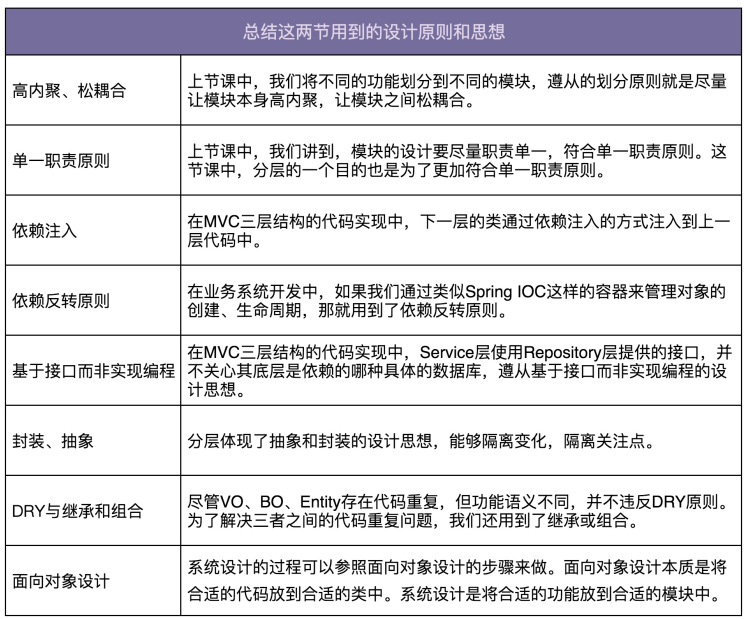 总结这两节用到的设计原则和思想
高内聚、松耦合
上节课中，我们将不同的功能划分到不同的模块，遵从的划分原则就是尽量
让模块本身高内聚，让模块之间松耦合。
单一职责原则
上节课中，我们讲到，模块的设计要尽量职责单一，符合单一职责原则。这
节课中，分层的一个目的也是为了更加符合单一职责原则。
依赖注入
在MVC三层结构的代码实现中，下一层的类通过依赖注入的方式注入到上一
层代码中。
依赖反转原则
在业务系统开发中，如果我们通过类似Spring IOC这样的容器来管理对象的
创建、生命周期，那就用到了依赖反转原则。
基于接口而非实现编程
在MVC三层结构的代码实现中，Service层使用Repository层提供的接口，并
不关心其底层是依赖的哪种具体的数据库，遵从基于接口而非实现编程的设
计思想。
封装、抽象
分层体现了抽象和封装的设计思想，能够隔离变化，隔离关注点。
DRY与继承和组合
尽管VO、BO、Entity存在代码重复，但功能语义不同，并不违反DRY原则。
为了解决三者之间的代码重复问题，我们还用到了继承或组合。
面向对象设计
系统设计的过程可以参照面向对象设计的步骤来做。面向对象设计本质是将
合适的代码放到合适的类中。系统设计是将合适的功能放到合适的模块中。